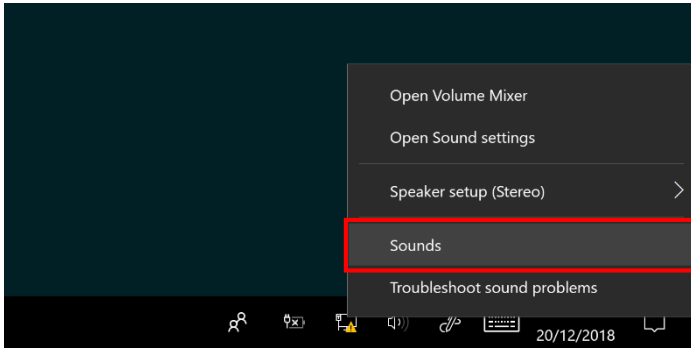 Open Volume Mixer
Open Sound settings
Speaker setup (Stereo)
Sounds
Troubleshoot sound problems
20/12/2018